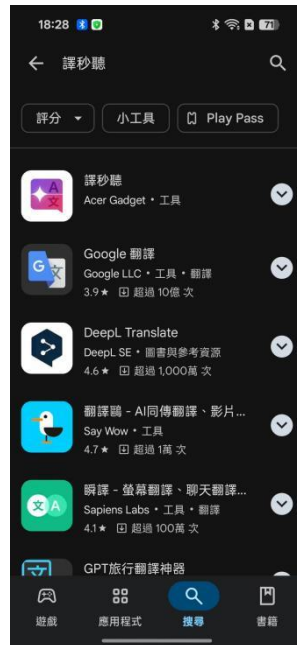 18:28
71
譯秒聽
評分
小工具
Play Pass
譯秒聽
Acer Gadget • 工具
Google 翻譯
Google LLC • 工具 • 翻譯
3.9★ 超過 10億 次
DeepL Translate
DeepL SE • 圖書與參考資源
4.6★ 超過 1,000萬 次
翻譯鷗 - AI同傳翻譯、影片...
Say Wow • 工具
4.7★ 超過 1萬 次
瞬譯 - 螢幕翻譯、聊天翻譯...
Sapiens Labs • 工具 • 翻譯
4.1★ 超過 100萬 次
GPT旅行翻譯神器
遊戲
應用程式
搜尋
書籍